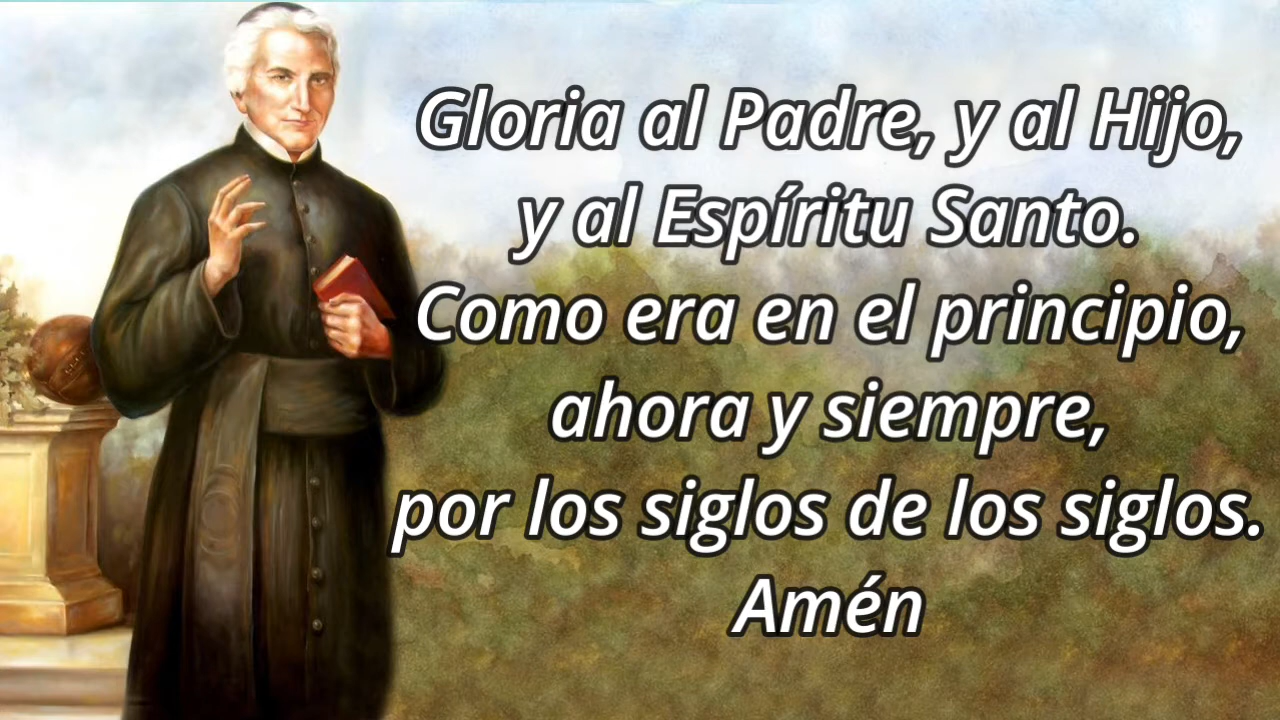 Gloria al Padre, y al Hijo,
y al Espíritu Santo.
Como era en el principio,
ahora y siempre,
por los siglos de los siglos.
Amén